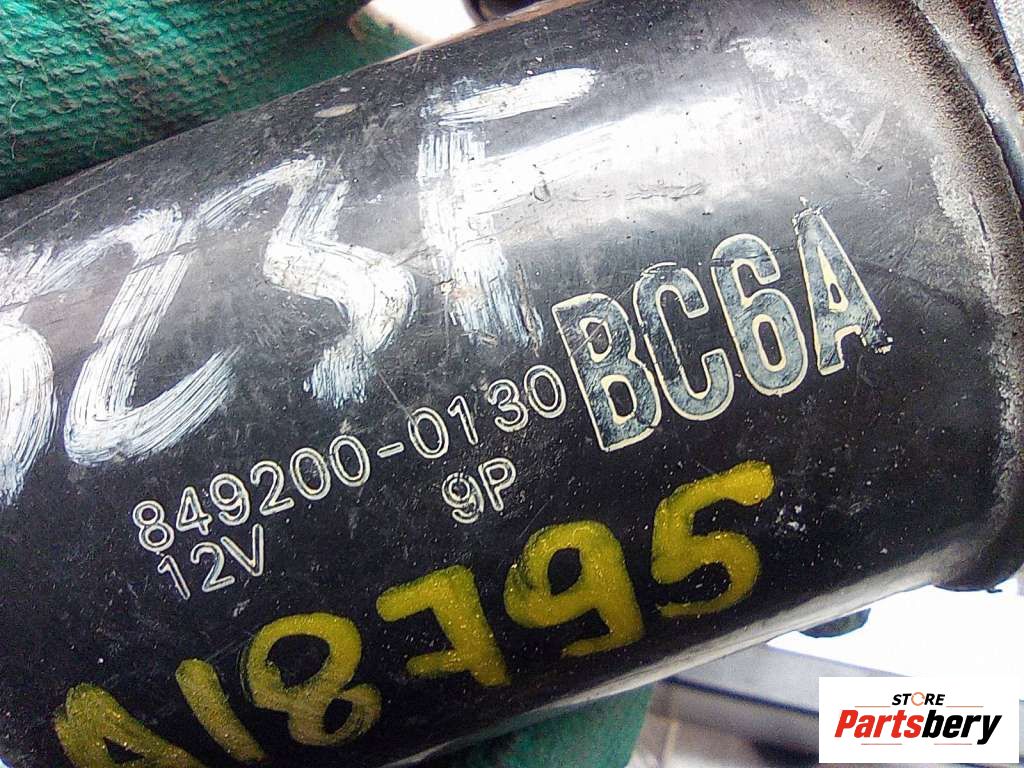 849200-0130 BC6A
12V 9P
A18795
STORE
Partsbery